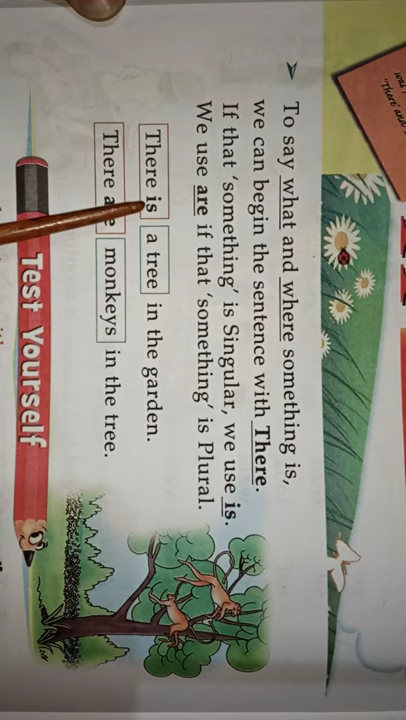 To say what and where something is,
we can begin the sentence with There.
If that 'something' is Singular, we use is.
We use are if that 'something' is Plural.
There is a tree in the garden.
There are monkeys in the tree.
Test Yourself